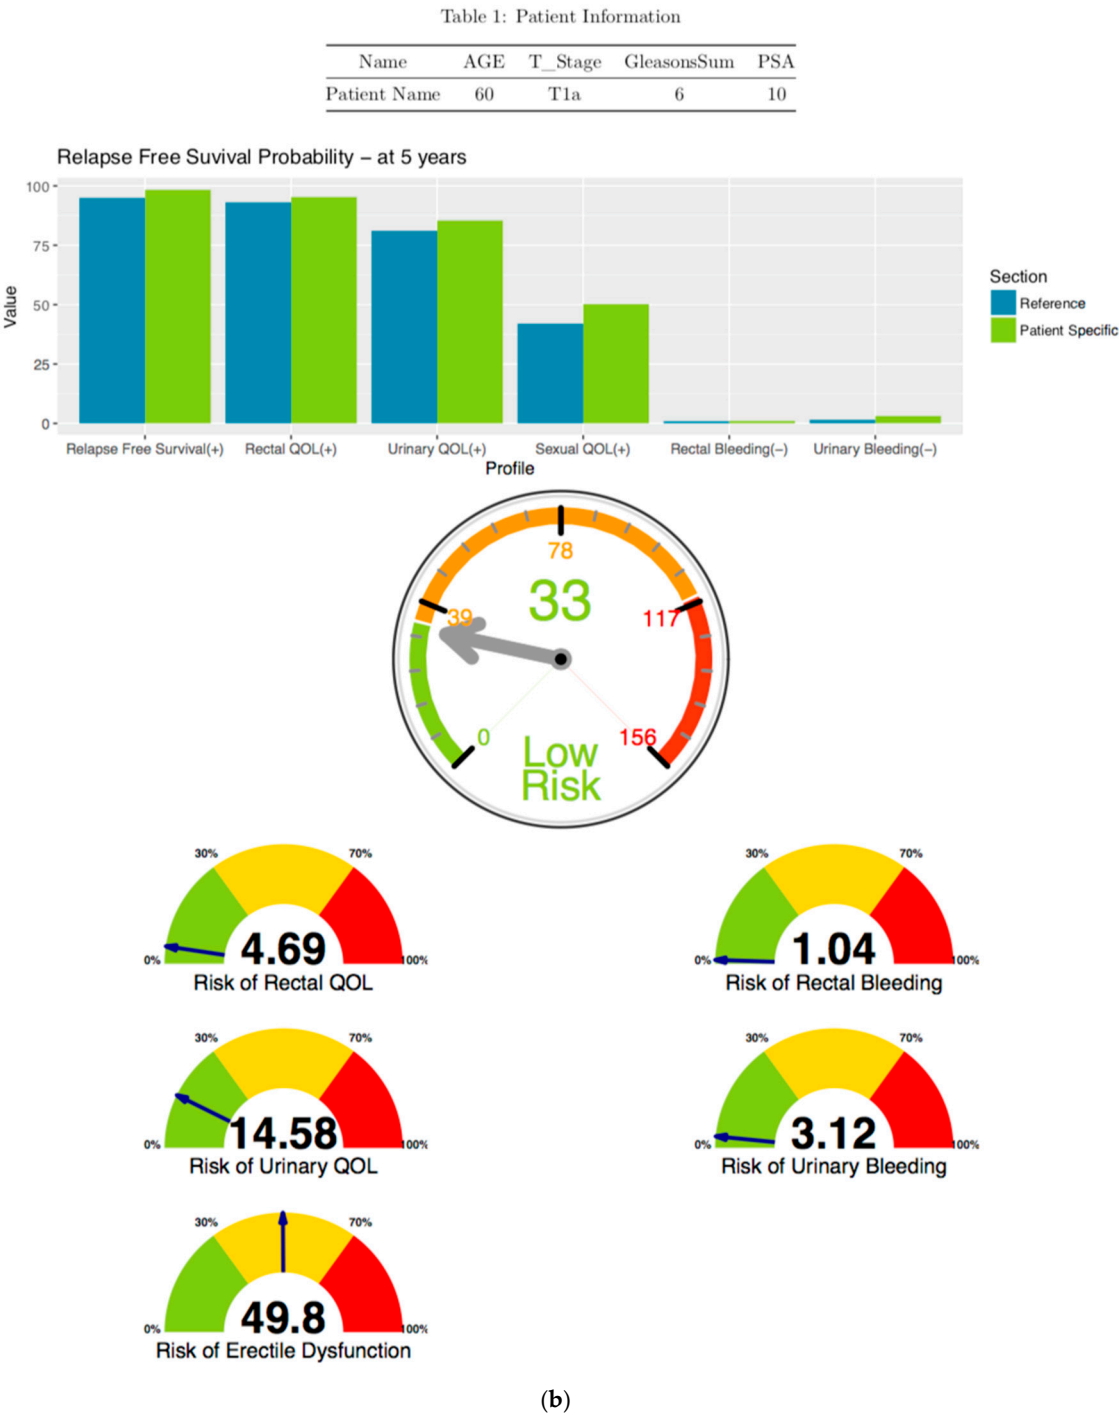 Table 1: Patient Information
Name AGE T_Stage GleasonsSum PSA
Patient Name 60 T1a 6 10
Relapse Free Suvival Probability – at 5 years
100
75
50
25
0
Value
Relapse Free Survival(+) Rectal QOL(+) Urinary QOL(+) Sexual QOL(+) Rectal Bleeding(−) Urinary Bleeding(−)
Profile
Section
Reference
Patient Specific
78
33
39 117
0 156
Low
Risk
30% 70%
0% 4.69 100%
Risk of Rectal QOL
30% 70%
0% 1.04 100%
Risk of Rectal Bleeding
30% 70%
0% 14.58 100%
Risk of Urinary QOL
30% 70%
0% 3.12 100%
Risk of Urinary Bleeding
30% 70%
0% 49.8 100%
Risk of Erectile Dysfunction
(b)